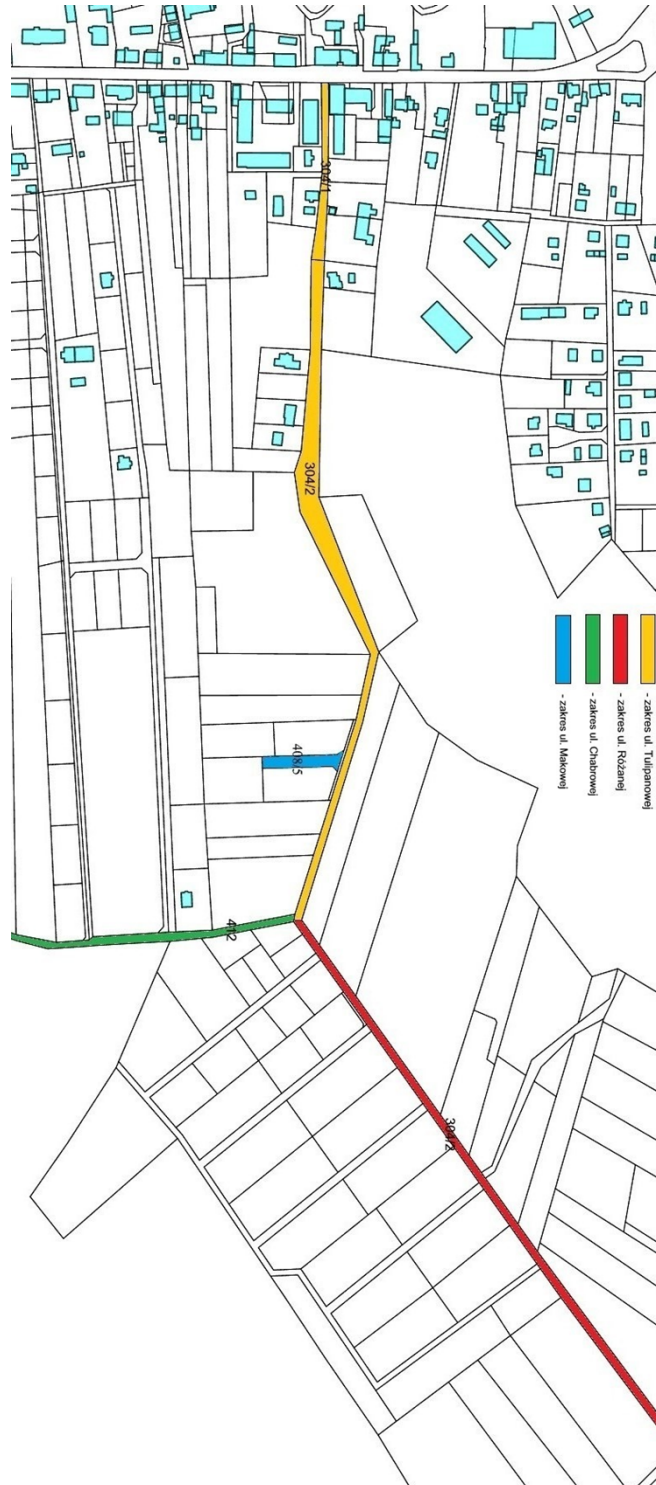 304/1
304/2
408/5
412
304/2
- zakres ul. Tulipanowej
- zakres ul. Różanej
- zakres ul. Chabrowej
- zakres ul. Makowej